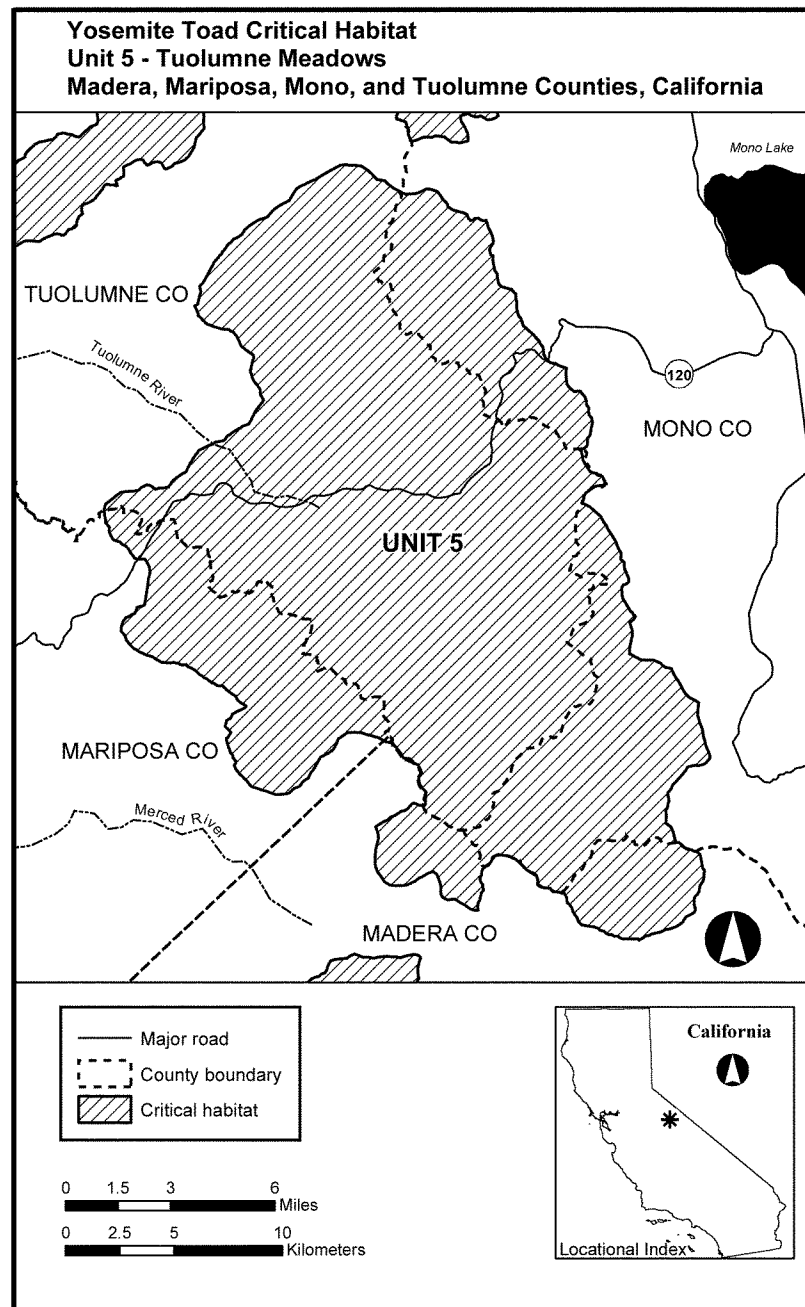 Yosemite Toad Critical Habitat
Unit 5 - Tuolumne Meadows
Madera, Mariposa, Mono, and Tuolumne Counties, California
Mono Lake
TUOLUMNE CO
Tuolumne River
120
MONO CO
UNIT 5
MARIPOSA CO
Merced River
MADERA CO
Major road
County boundary
Critical habitat
0 1.5 3 6
Miles
0 2.5 5 10
Kilometers
California
Locational Index